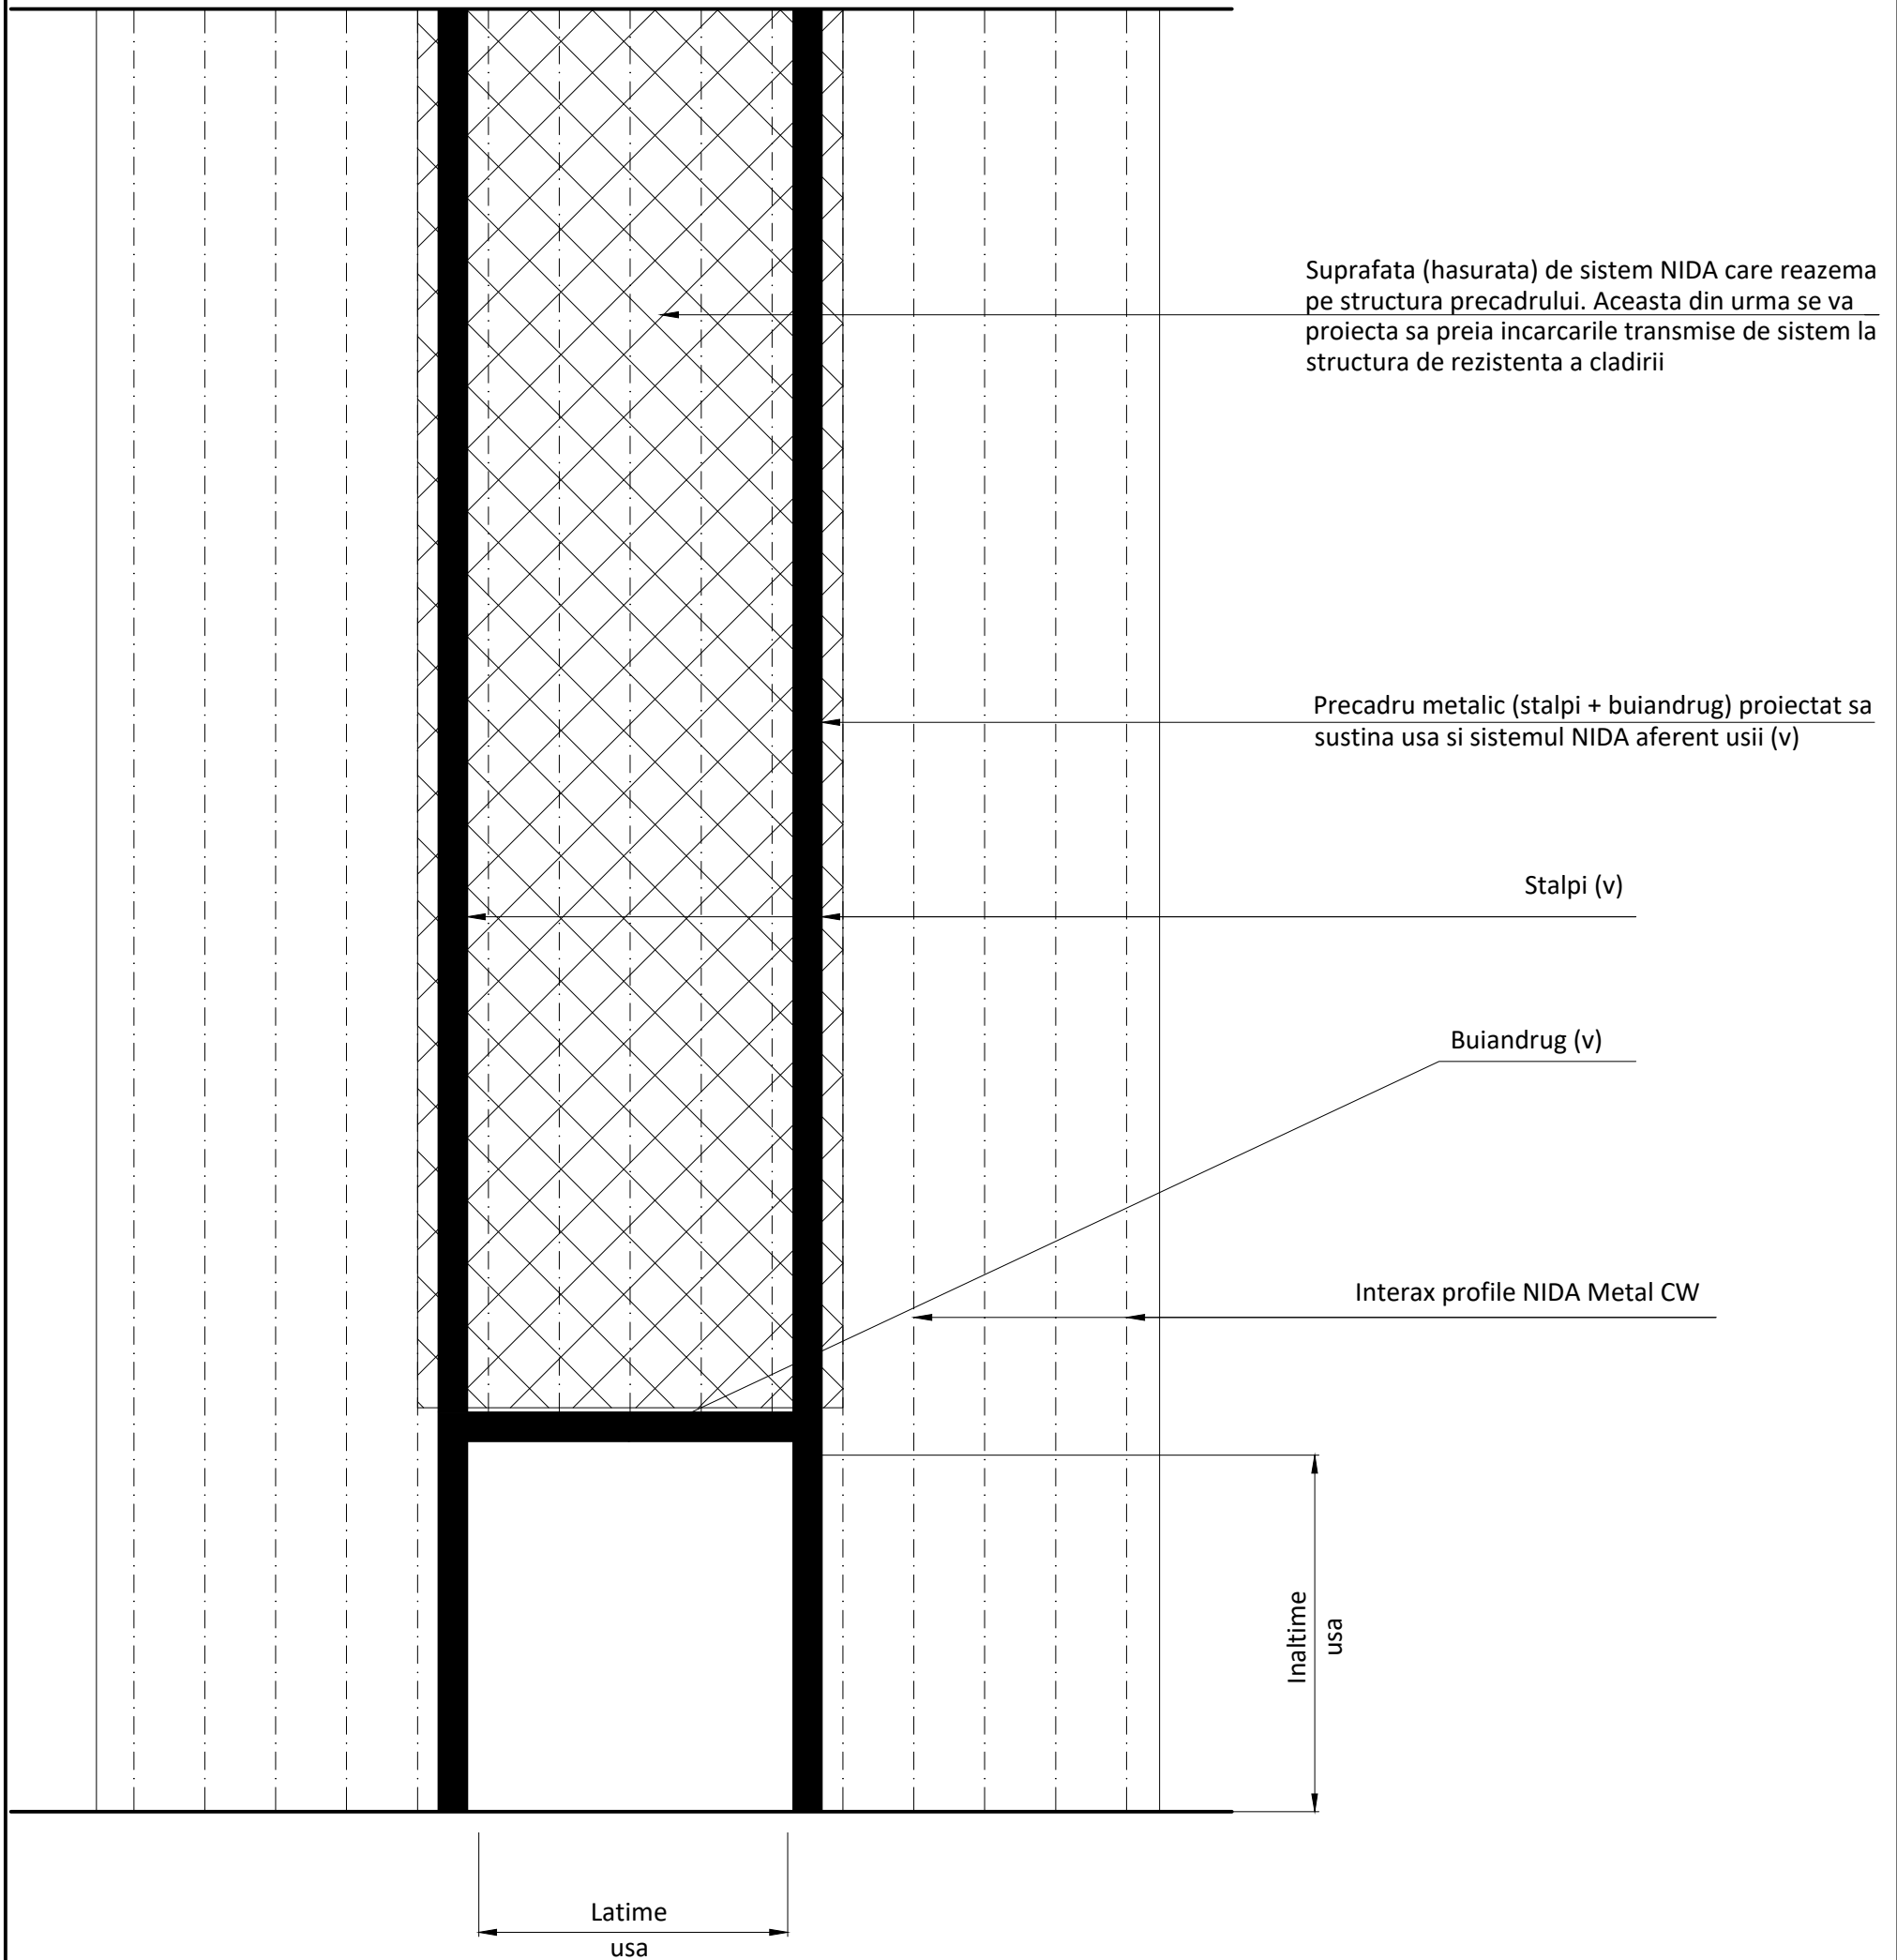 Suprafata (hasurata) de sistem NIDA care reazema
pe structura precadrului. Aceasta din urma se va
proiecta sa preia incarcarile transmise de sistem la
structura de rezistenta a cladirii
Precadru metalic (stalpi + buiandrug) proiectat sa
sustina usa si sistemul NIDA aferent usii (v)
Stalpi (v)
Buiandrug (v)
Interax profile NIDA Metal CW
Inaltime
usa
Latime
usa